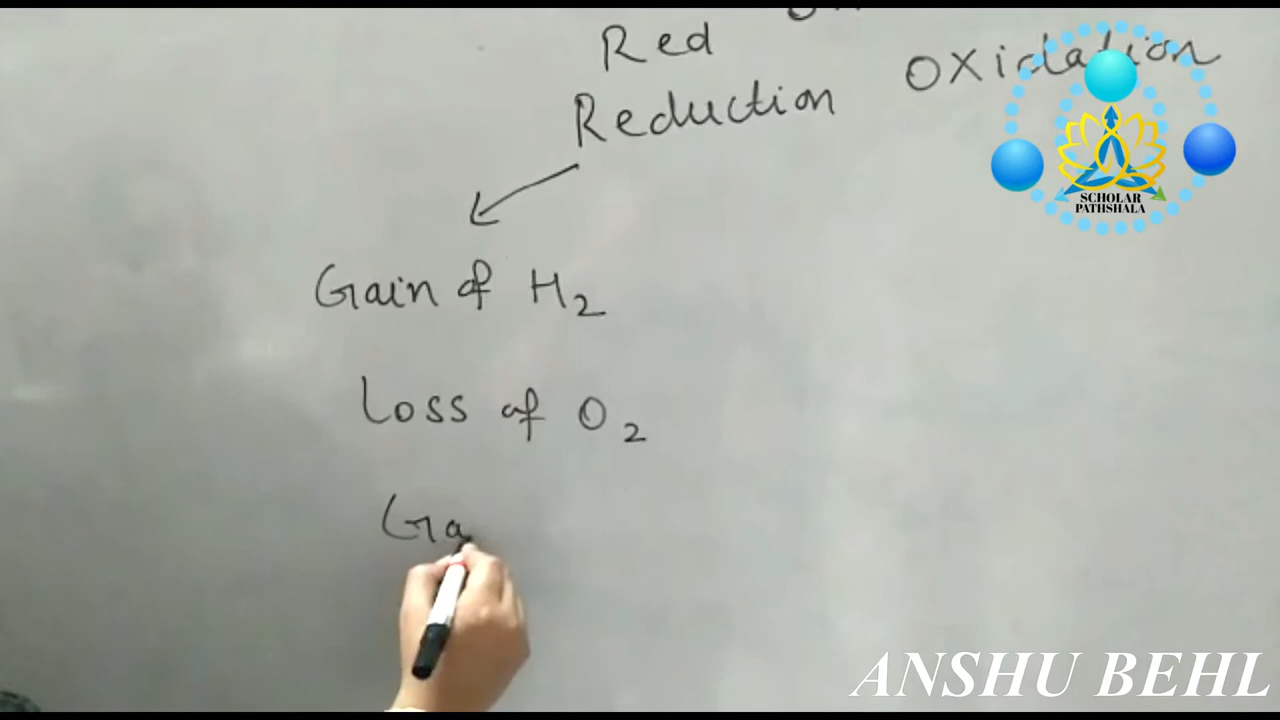 Red
Reduction
Oxidation
Gain of H2
Loss of O2
Ga
SCHOLAR
PATHSHALA
ANSHU BEHL